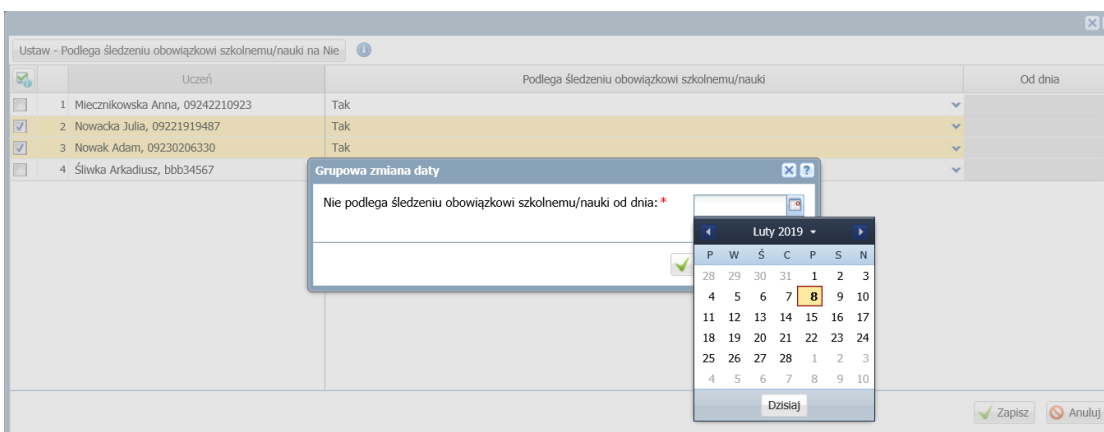 Ustaw - Podlega śledzeniu obowiązkowi szkolnemu/nauki na Nie
Uczeń Podlega śledzeniu obowiązkowi szkolnemu/nauki Od dnia
1 Miecznikowska Anna, 09242210923 Tak
2 Nowacka Julia, 09221919487 Tak
3 Nowak Adam, 09230206330 Tak
4 Śliwka Arkadiusz, bbb34567
Grupowa zmiana daty
Nie podlega śledzeniu obowiązkowi szkolnemu/nauki od dnia: *
Luty 2019
P W Ś C P S N
28 29 30 31 1 2 3
4 5 6 7 8 9 10
11 12 13 14 15 16 17
18 19 20 21 22 23 24
25 26 27 28 1 2 3
4 5 6 7 8 9 10
Dzisiaj
Zapisz Anuluj